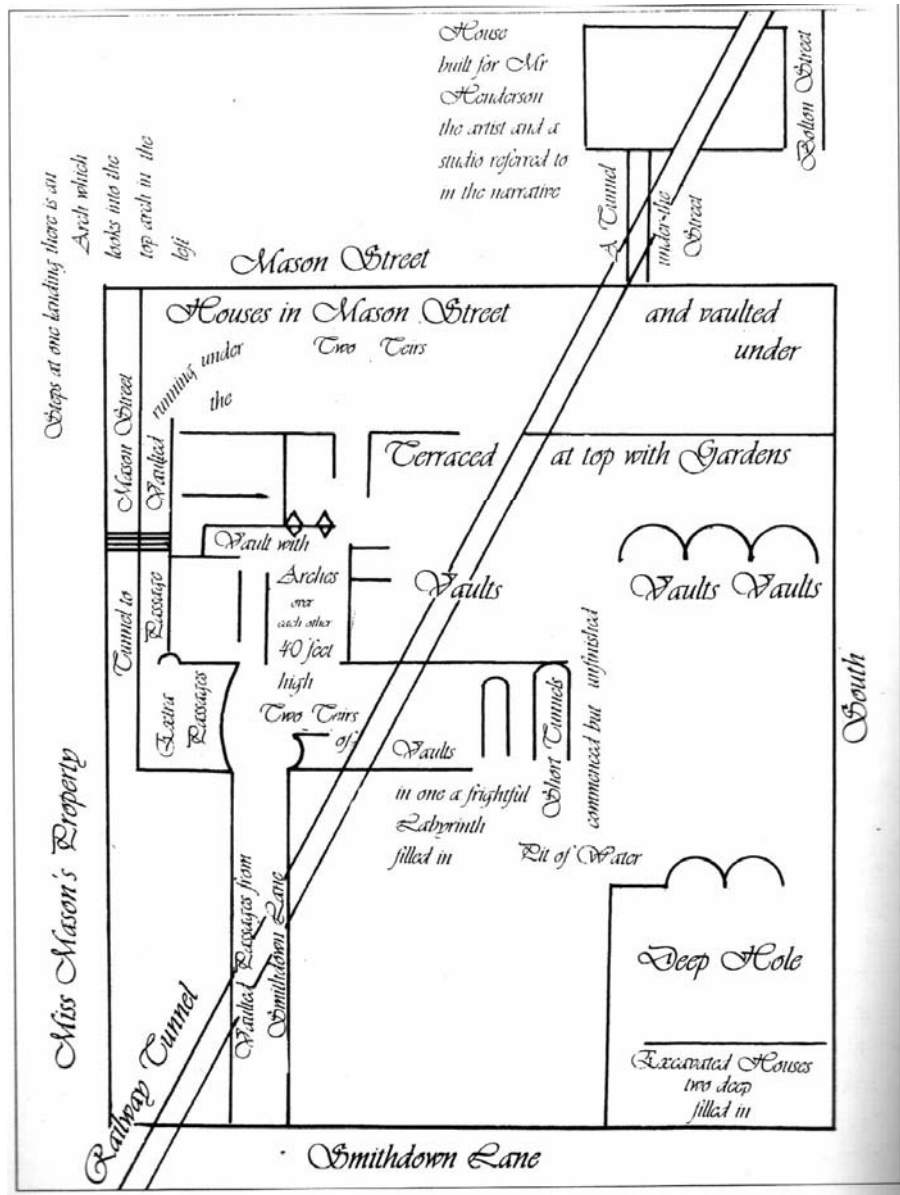 House
built for Mr
Henderson
the artist and a
studio referred to
in the narrative
Bolton Street
A Tunnel
under the
Street
Steps at one landing there is an
Arch which
looks into the
top arch in the
left
Mason Street
Houses in Mason Street
and vaulted
under
Two Teirs
running under
the
Mason Street
Vaulted
Terraced
at top with Gardens
Vault with
Arches
over
each other
40 feet
high
Two Teirs
of
Vaults
Vaults
Vaults
Tunnel to
Passage
Extra
Passages
Vaults
Short Tunnels
commenced but unfinished
South
in one a frightful
Labyrinth
filled in
Pit of Water
Miss Mason's Property
Vaulted Passages from
Smithdown Lane
Deep Hole
Railway Tunnel
Excavated Houses
two deep
filled in
Smithdown Lane